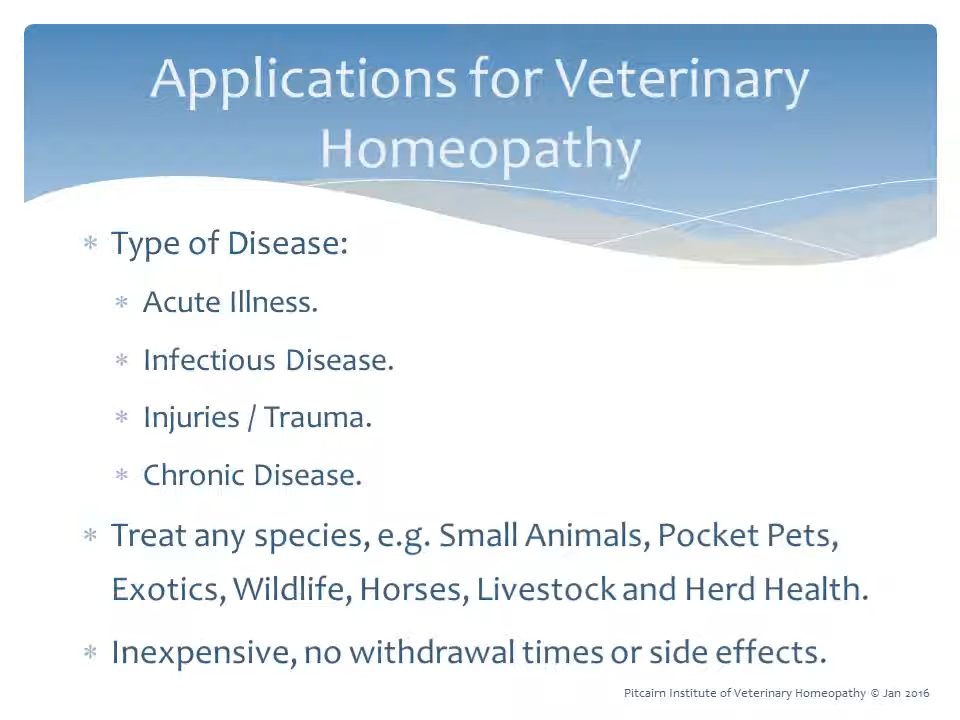 Applications for Veterinary
Homeopathy
* Type of Disease:
* Acute Illness.
* Infectious Disease.
* Injuries / Trauma.
* Chronic Disease.
* Treat any species, e.g. Small Animals, Pocket Pets,
Exotics, Wildlife, Horses, Livestock and Herd Health.
* Inexpensive, no withdrawal times or side effects.
Pitcairn Institute of Veterinary Homeopathy © Jan 2016